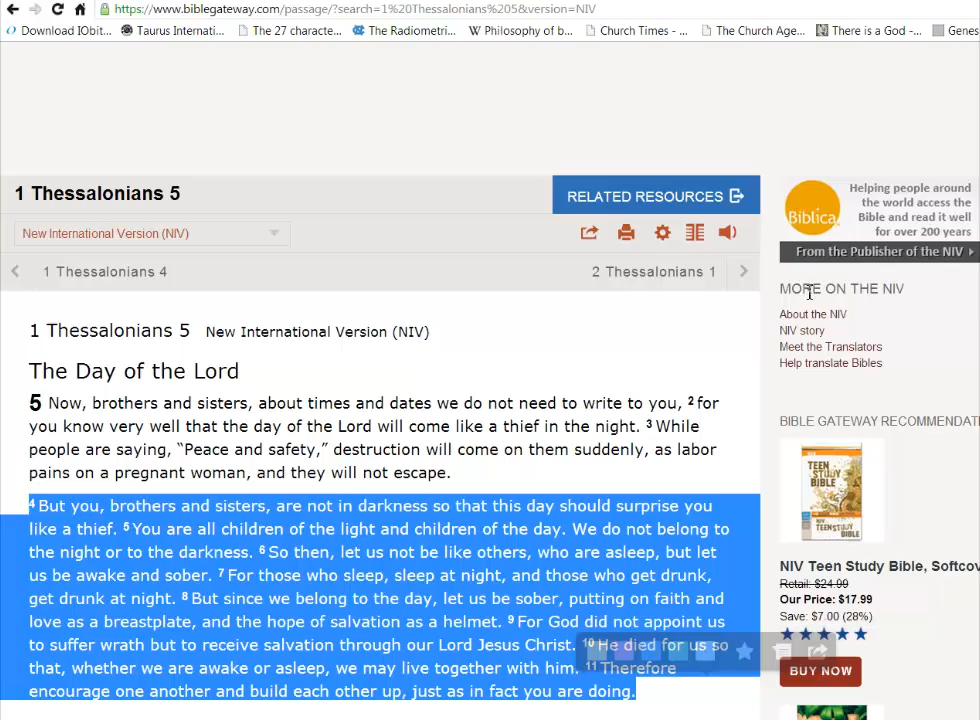 https://www.biblegateway.com/passage/?search=1%20Thessalonians%205&version=NIV
Download IObit... Taurus Internati... The 27 characte... The Radiometri... Philosophy of b... Church Times - ... The Church Age... There is a God -... Genes
1 Thessalonians 5
RELATED RESOURCES
New International Version (NIV)
1 Thessalonians 4
2 Thessalonians 1
1 Thessalonians 5 New International Version (NIV)
The Day of the Lord
5 Now, brothers and sisters, about times and dates we do not need to write to you, 2 for
you know very well that the day of the Lord will come like a thief in the night. 3 While
people are saying, “Peace and safety,” destruction will come on them suddenly, as labor
pains on a pregnant woman, and they will not escape.
4 But you, brothers and sisters, are not in darkness so that this day should surprise you
like a thief. 5 You are all children of the light and children of the day. We do not belong to
the night or to the darkness. 6 So then, let us not be like others, who are asleep, but let
us be awake and sober. 7 For those who sleep, sleep at night, and those who get drunk,
get drunk at night. 8 But since we belong to the day, let us be sober, putting on faith and
love as a breastplate, and the hope of salvation as a helmet. 9 For God did not appoint us
to suffer wrath but to receive salvation through our Lord Jesus Christ. 10 He died for us so
that, whether we are awake or asleep, we may live together with him. 11 Therefore
encourage one another and build each other up, just as in fact you are doing.
Biblica
Helping people around
the world access the
Bible and read it well
for over 200 years
From the Publisher of the NIV
MORE ON THE NIV
About the NIV
NIV story
Meet the Translators
Help translate Bibles
BIBLE GATEWAY RECOMMENDAT
TEEN
STUDY
BIBLE
NIV Teen Study Bible, Softcov
Retail: $24.99
Our Price: $17.99
Save: $7.00 (28%)
BUY NOW